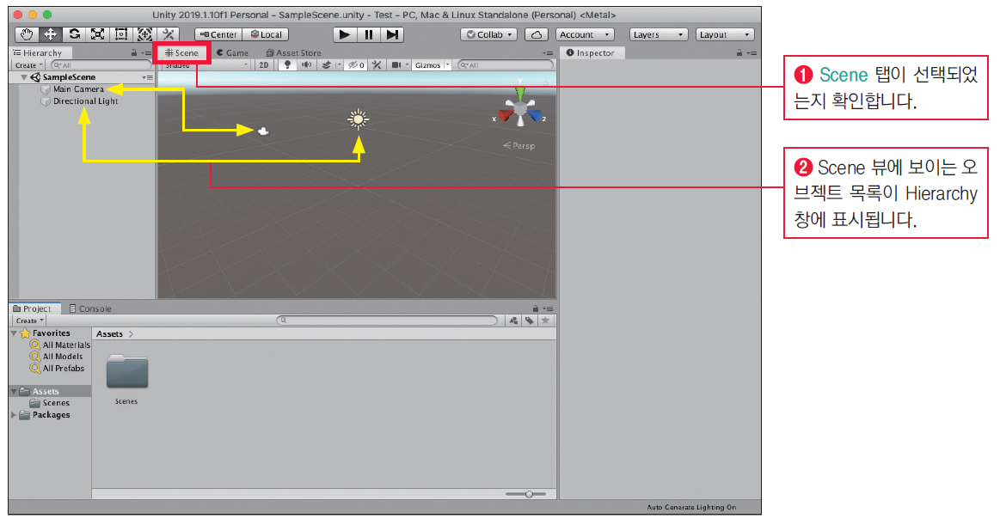 Unity 2019.1.10f1 Personal - SampleScene.unity - Test - PC, Mac & Linux Standalone (Personal) <Metal>
Center Local Collab Account Layers Layout
Hierarchy Scene Game Asset Store Inspector
Create All Shaded 2D 0 Gizmos All
SampleScene
Main Camera
Directional Light
y
x z
Persp
❶ Scene 탭이 선택되었
는지 확인합니다.
❷ Scene 뷰에 보이는 오
브젝트 목록이 Hierarchy
창에 표시됩니다.
Project Console
Create
Favorites Assets
All Materials
All Models
All Prefabs
Assets
Scenes
Packages
Scenes
Auto Generate Lighting On